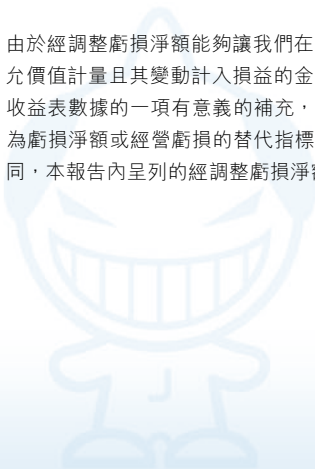 由於經調整虧損淨額能夠讓我們在
允價值計量且其變動計入損益的金
收益表數據的一項有意義的補充，
為虧損淨額或經營虧損的替代指標
同，本報告內呈列的經調整虧損淨額